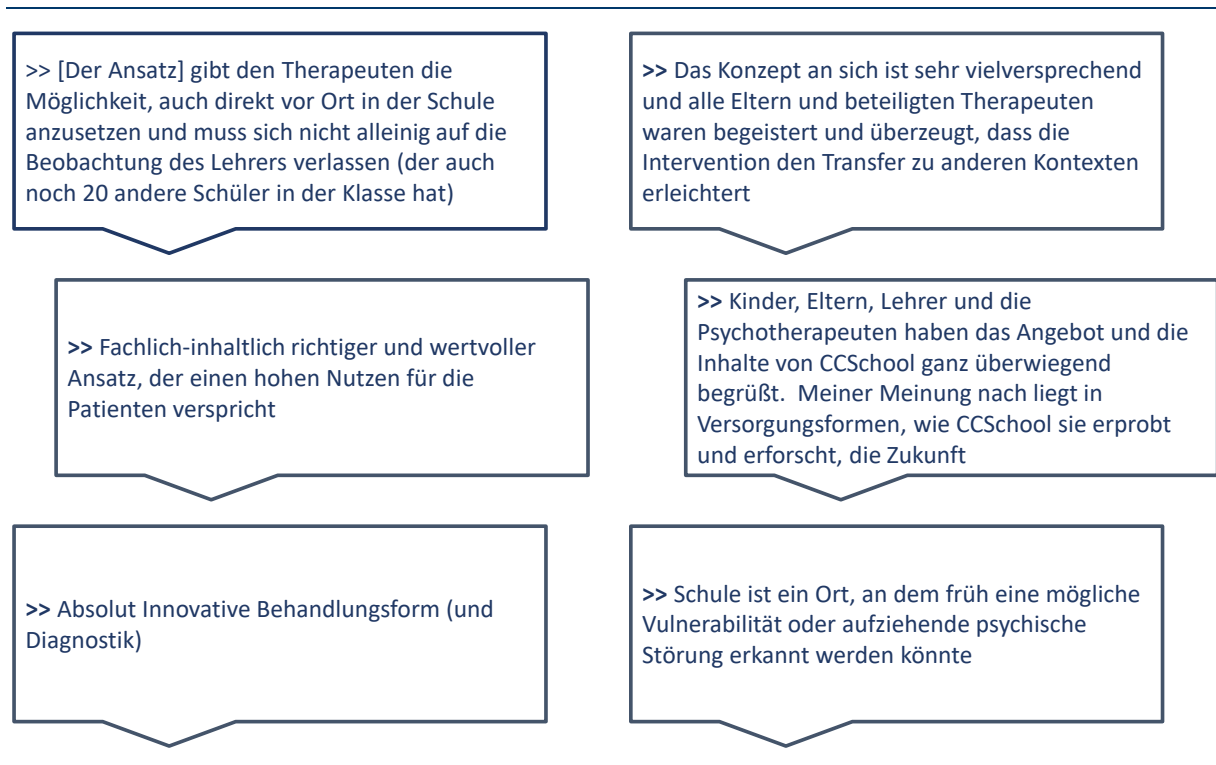 >> [Der Ansatz] gibt den Therapeuten die
Möglichkeit, auch direkt vor Ort in der Schule
anzusetzen und muss sich nicht alleinig auf die
Beobachtung des Lehrers verlassen (der auch
noch 20 andere Schüler in der Klasse hat)
>> Das Konzept an sich ist sehr vielversprechend
und alle Eltern und beteiligten Therapeuten
waren begeistert und überzeugt, dass die
Intervention den Transfer zu anderen Kontexten
erleichtert
>> Fachlich-inhaltlich richtiger und wertvoller
Ansatz, der einen hohen Nutzen für die
Patienten verspricht
>> Kinder, Eltern, Lehrer und die
Psychotherapeuten haben das Angebot und die
Inhalte von CCSchool ganz überwiegend
begrüßt.  Meiner Meinung nach liegt in
Versorgungsformen, wie CCSchool sie erprobt
und erforscht, die Zukunft
>> Absolut Innovative Behandlungsform (und
Diagnostik)
>> Schule ist ein Ort, an dem früh eine mögliche
Vulnerabilität oder aufziehende psychische
Störung erkannt werden könnte